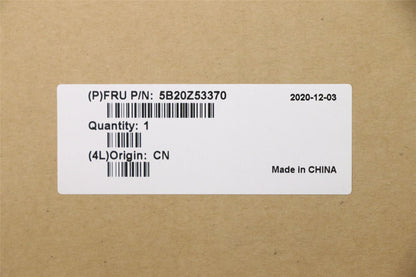 (P)FRU P/N: 5B20Z53370
2020-12-03
Quantity: 1
(4L)Origin: CN
Made in CHINA